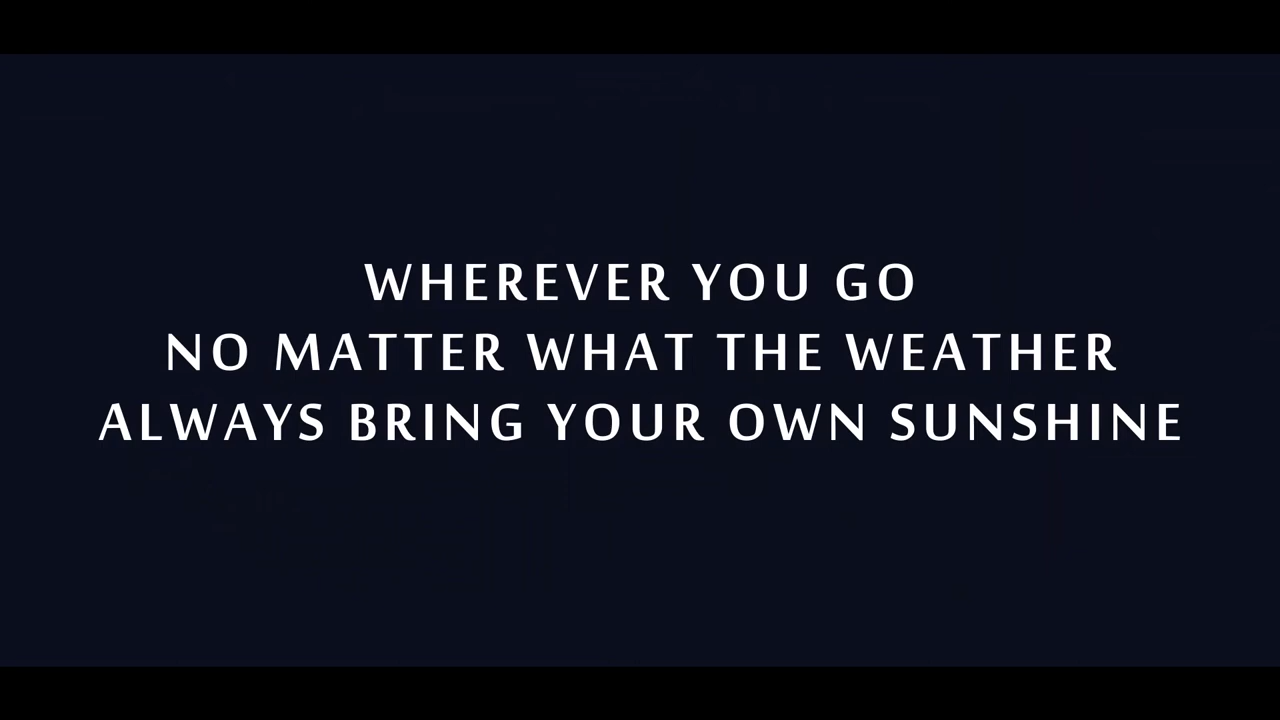 WHEREVER YOU GO
NO MATTER WHAT THE WEATHER
ALWAYS BRING YOUR OWN SUNSHINE